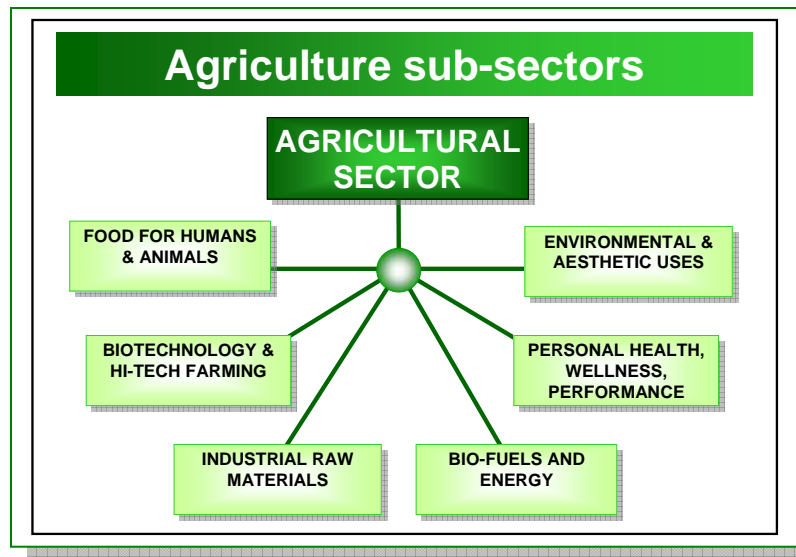 Agriculture sub-sectors
AGRICULTURAL
SECTOR
FOOD FOR HUMANS
& ANIMALS
ENVIRONMENTAL &
AESTHETIC USES
BIOTECHNOLOGY &
HI-TECH FARMING
PERSONAL HEALTH,
WELLNESS,
PERFORMANCE
INDUSTRIAL RAW
MATERIALS
BIO-FUELS AND
ENERGY